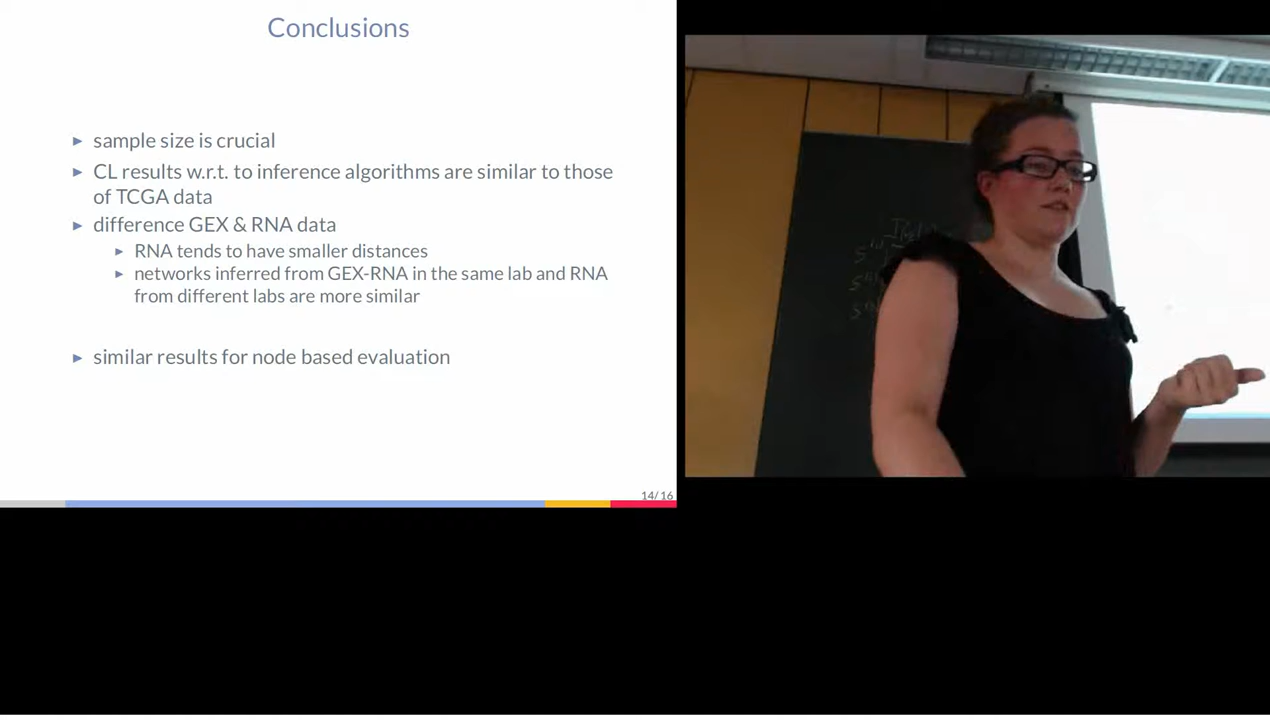 Conclusions
► sample size is crucial
► CL results w.r.t. to inference algorithms are similar to those
of TCGA data
► difference GEX & RNA data
► RNA tends to have smaller distances
► networks inferred from GEX-RNA in the same lab and RNA
from different labs are more similar
► similar results for node based evaluation
14/16